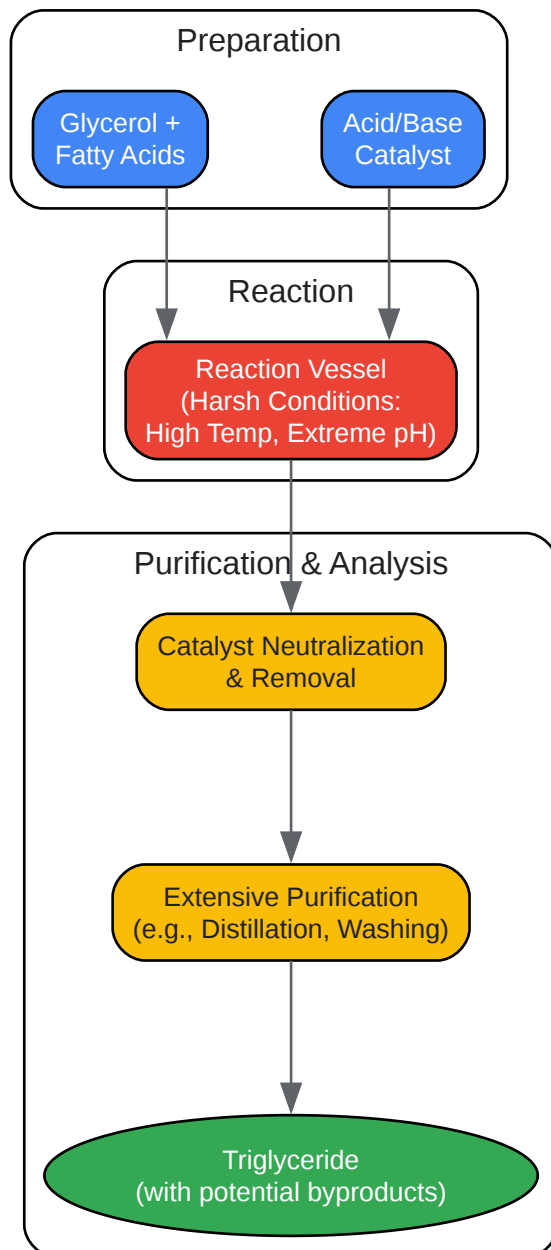 Preparation
Glycerol +
Fatty Acids
Acid/Base
Catalyst
Reaction
Reaction Vessel
(Harsh Conditions:
High Temp, Extreme pH)
Purification & Analysis
Catalyst Neutralization
& Removal
Extensive Purification
(e.g., Distillation, Washing)
Triglyceride
(with potential byproducts)